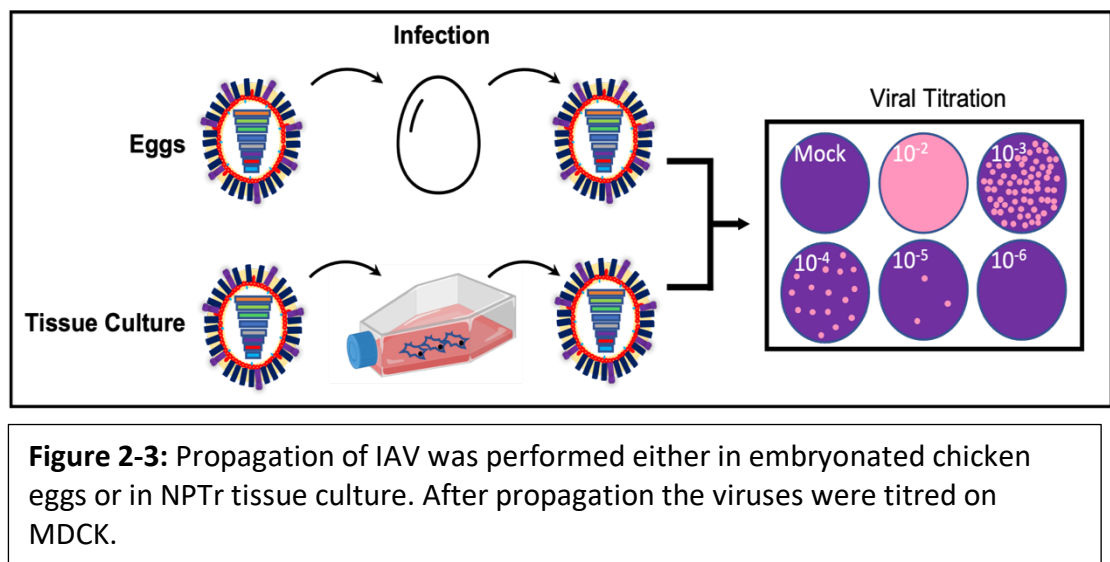 Infection
Eggs
Tissue Culture
Viral Titration
Mock
10⁻²
10⁻³
10⁻⁴
10⁻⁵
10⁻⁶
Figure 2-3: Propagation of IAV was performed either in embryonated chicken
eggs or in NPTr tissue culture. After propagation the viruses were titred on
MDCK.